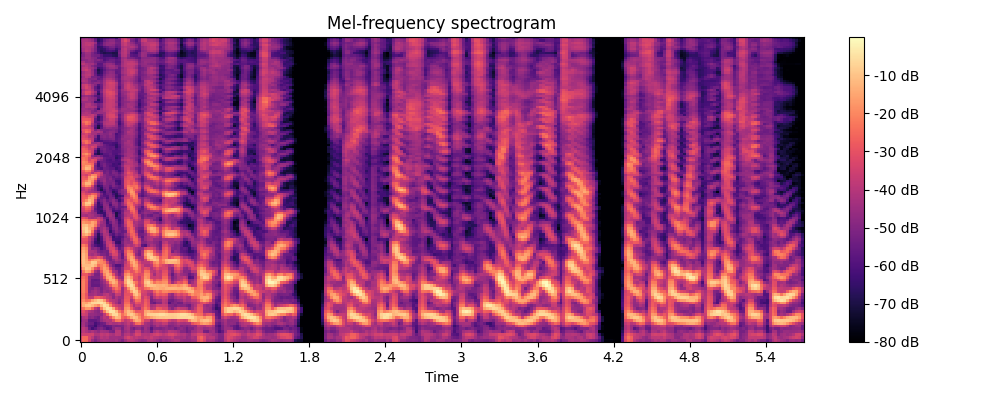 Mel-frequency spectrogram
Hz
4096
2048
1024
512
0
0 0.6 1.2 1.8 2.4 3 3.6 4.2 4.8 5.4
Time
-10 dB
-20 dB
-30 dB
-40 dB
-50 dB
-60 dB
-70 dB
-80 dB